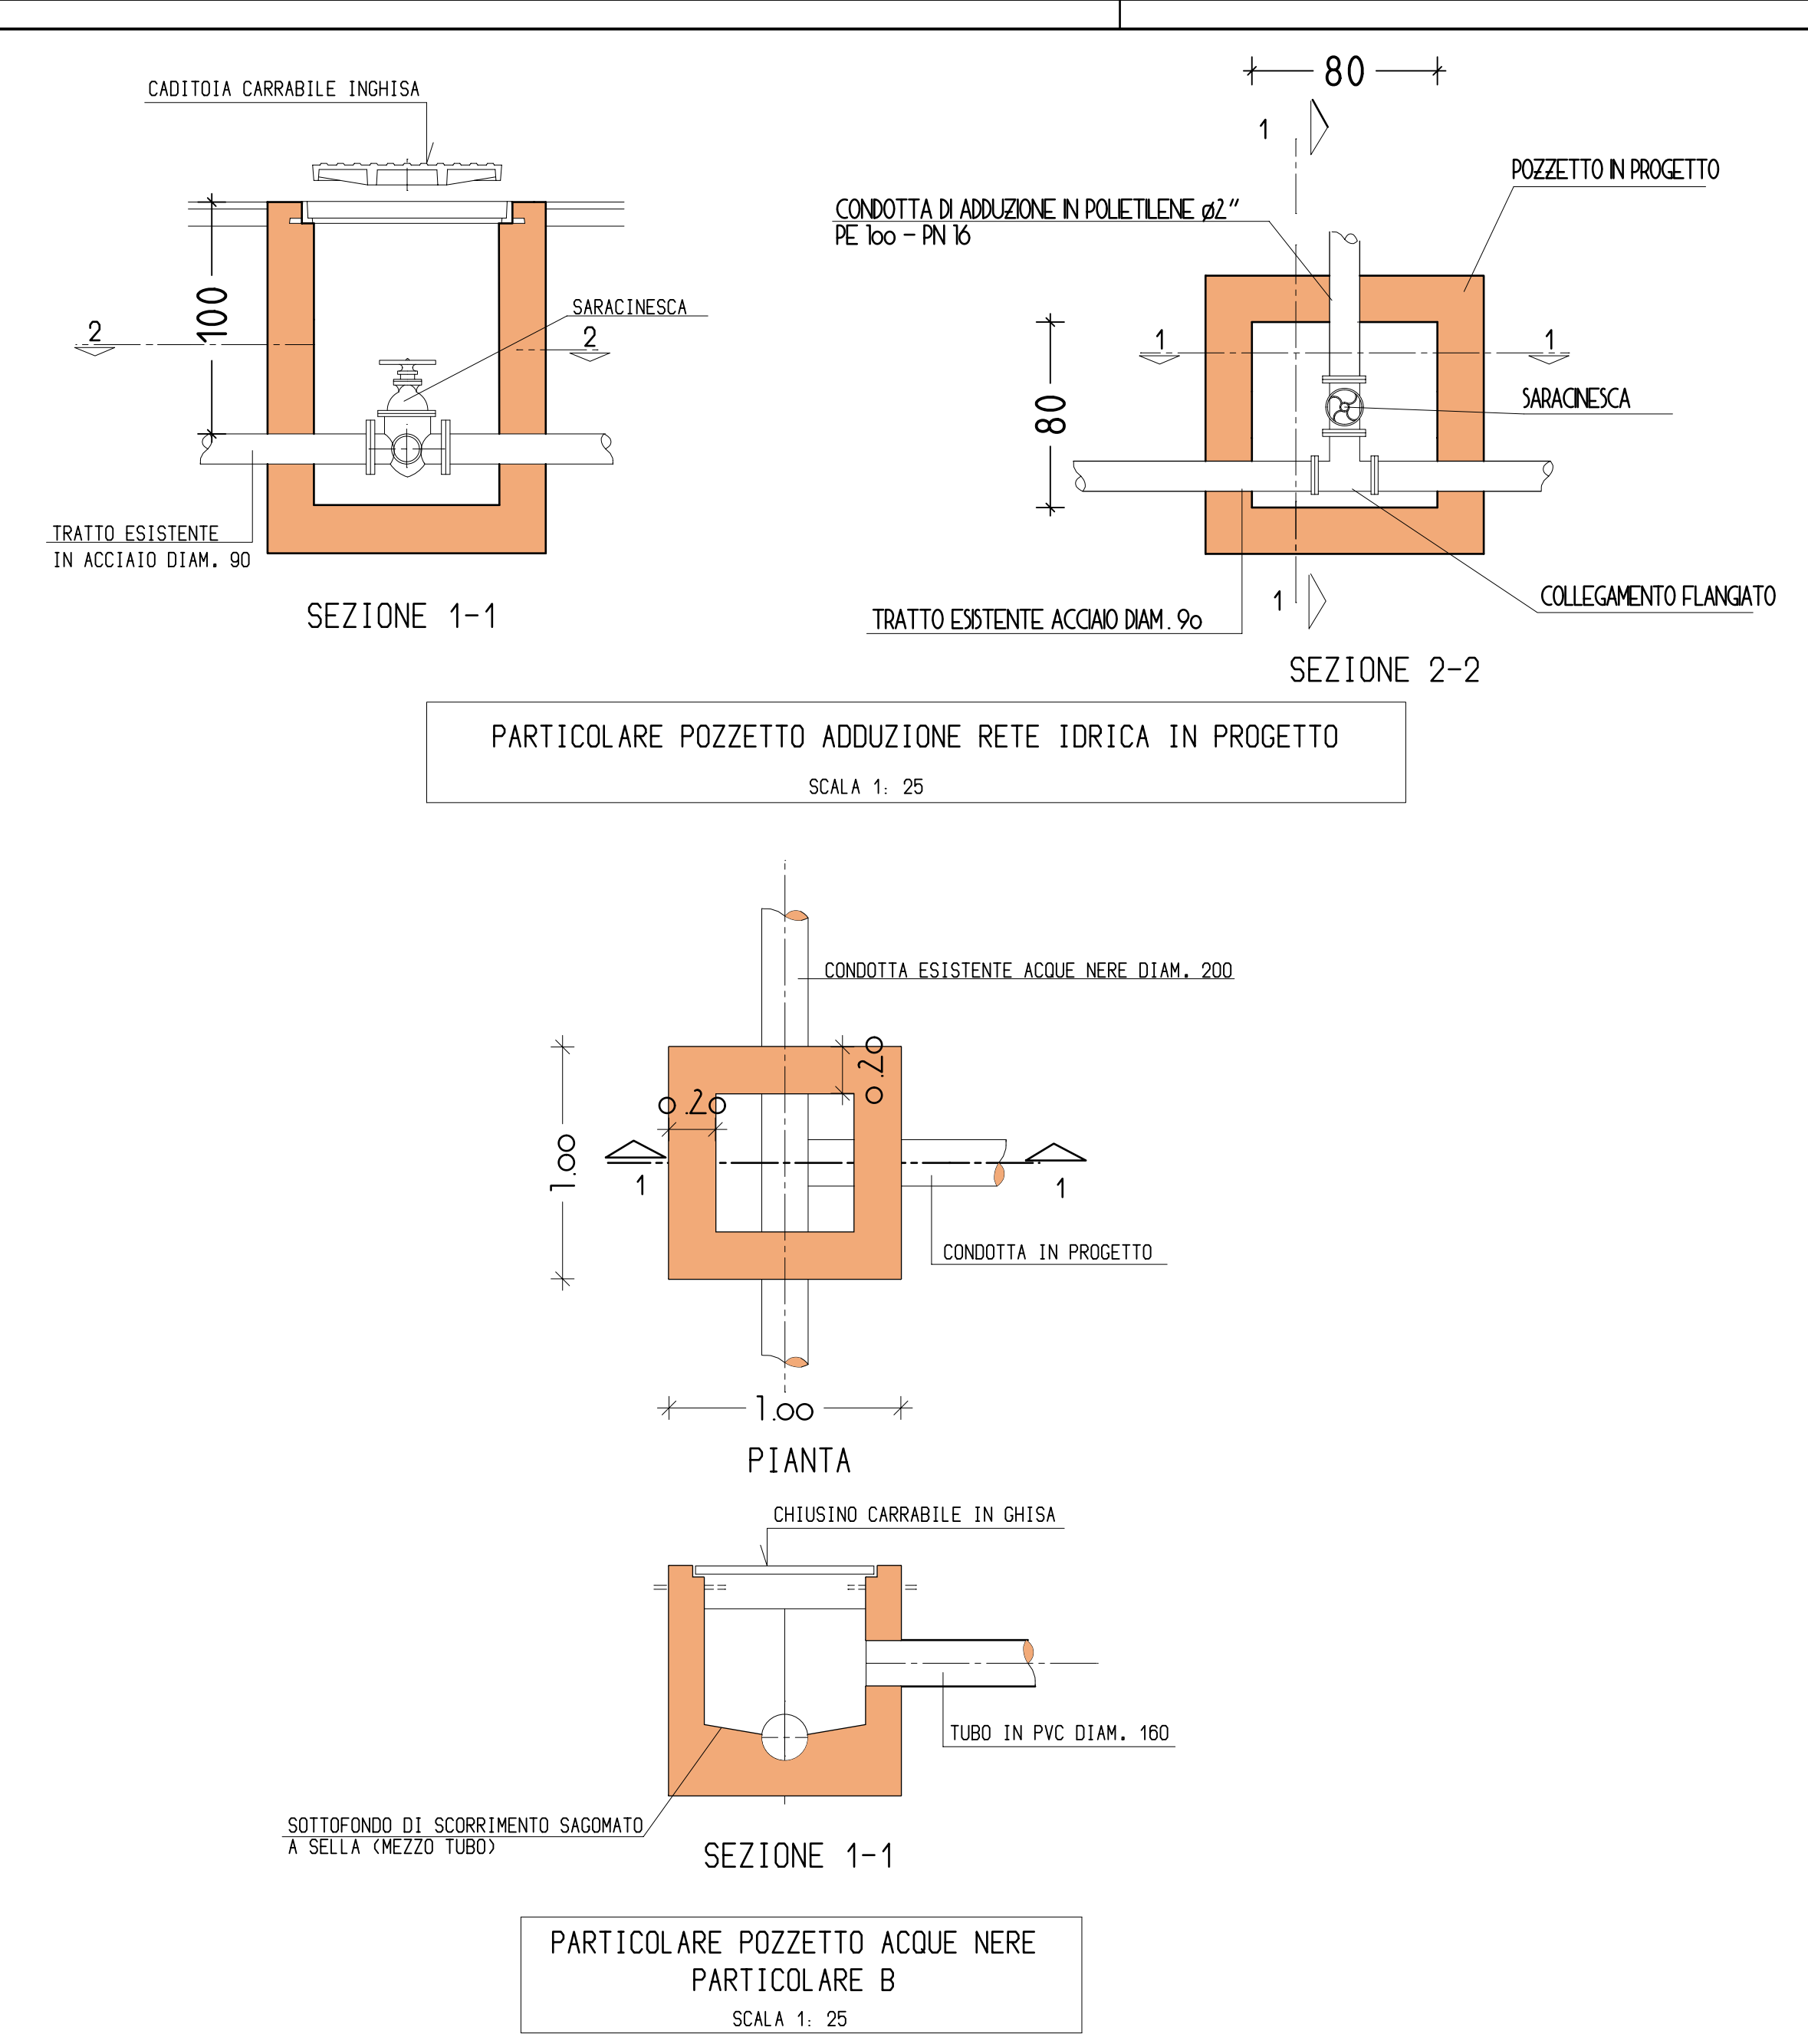 CADITOIA CARRABILE INGHISA
100
2
2
SARACINESCA
TRATTO ESISTENTE
IN ACCIAIO DIAM. 90
SEZIONE 1-1
80
1
POZZETTO IN PROGETTO
CONDOTTA DI ADDUZIONE IN POLIETILENE ø2"
PE 100 - PN 16
1
1
80
SARACINESCA
COLLEGAMENTO FLANGIATO
1
TRATTO ESISTENTE ACCIAIO DIAM. 90
SEZIONE 2-2
PARTICOLARE POZZETTO ADDUZIONE RETE IDRICA IN PROGETTO
SCALA 1: 25
CONDOTTA ESISTENTE ACQUE NERE DIAM. 200
0.20
0.20
1.00
1
1
CONDOTTA IN PROGETTO
1.00
PIANTA
CHIUSINO CARRABILE IN GHISA
TUBO IN PVC DIAM. 160
SOTTOFONDO DI SCORRIMENTO SAGOMATO
A SELLA (MEZZO TUBO)
SEZIONE 1-1
PARTICOLARE POZZETTO ACQUE NERE
PARTICOLARE B
SCALA 1: 25